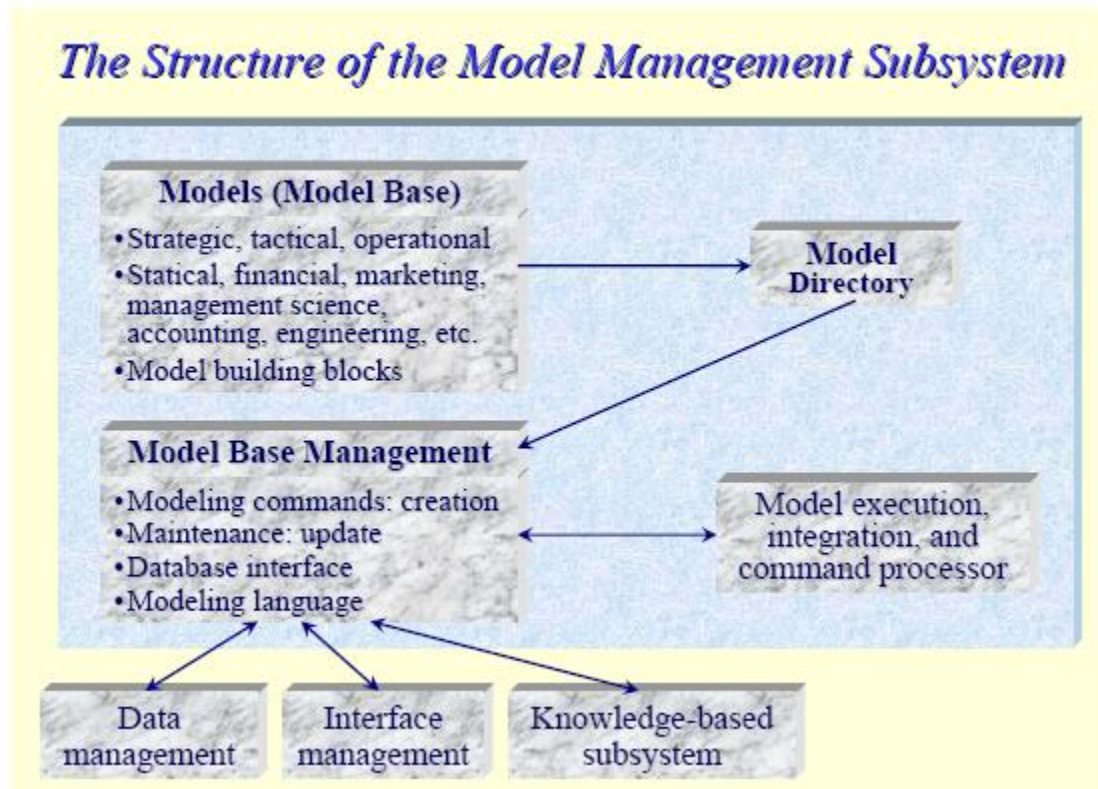 The Structure of the Model Management Subsystem
Models (Model Base)
•Strategic, tactical, operational
•Statical, financial, marketing,
management science,
accounting, engineering, etc.
•Model building blocks
Model
Directory
Model Base Management
•Modeling commands: creation
•Maintenance: update
•Database interface
•Modeling language
Model execution,
integration, and
command processor
Data
management
Interface
management
Knowledge-based
subsystem